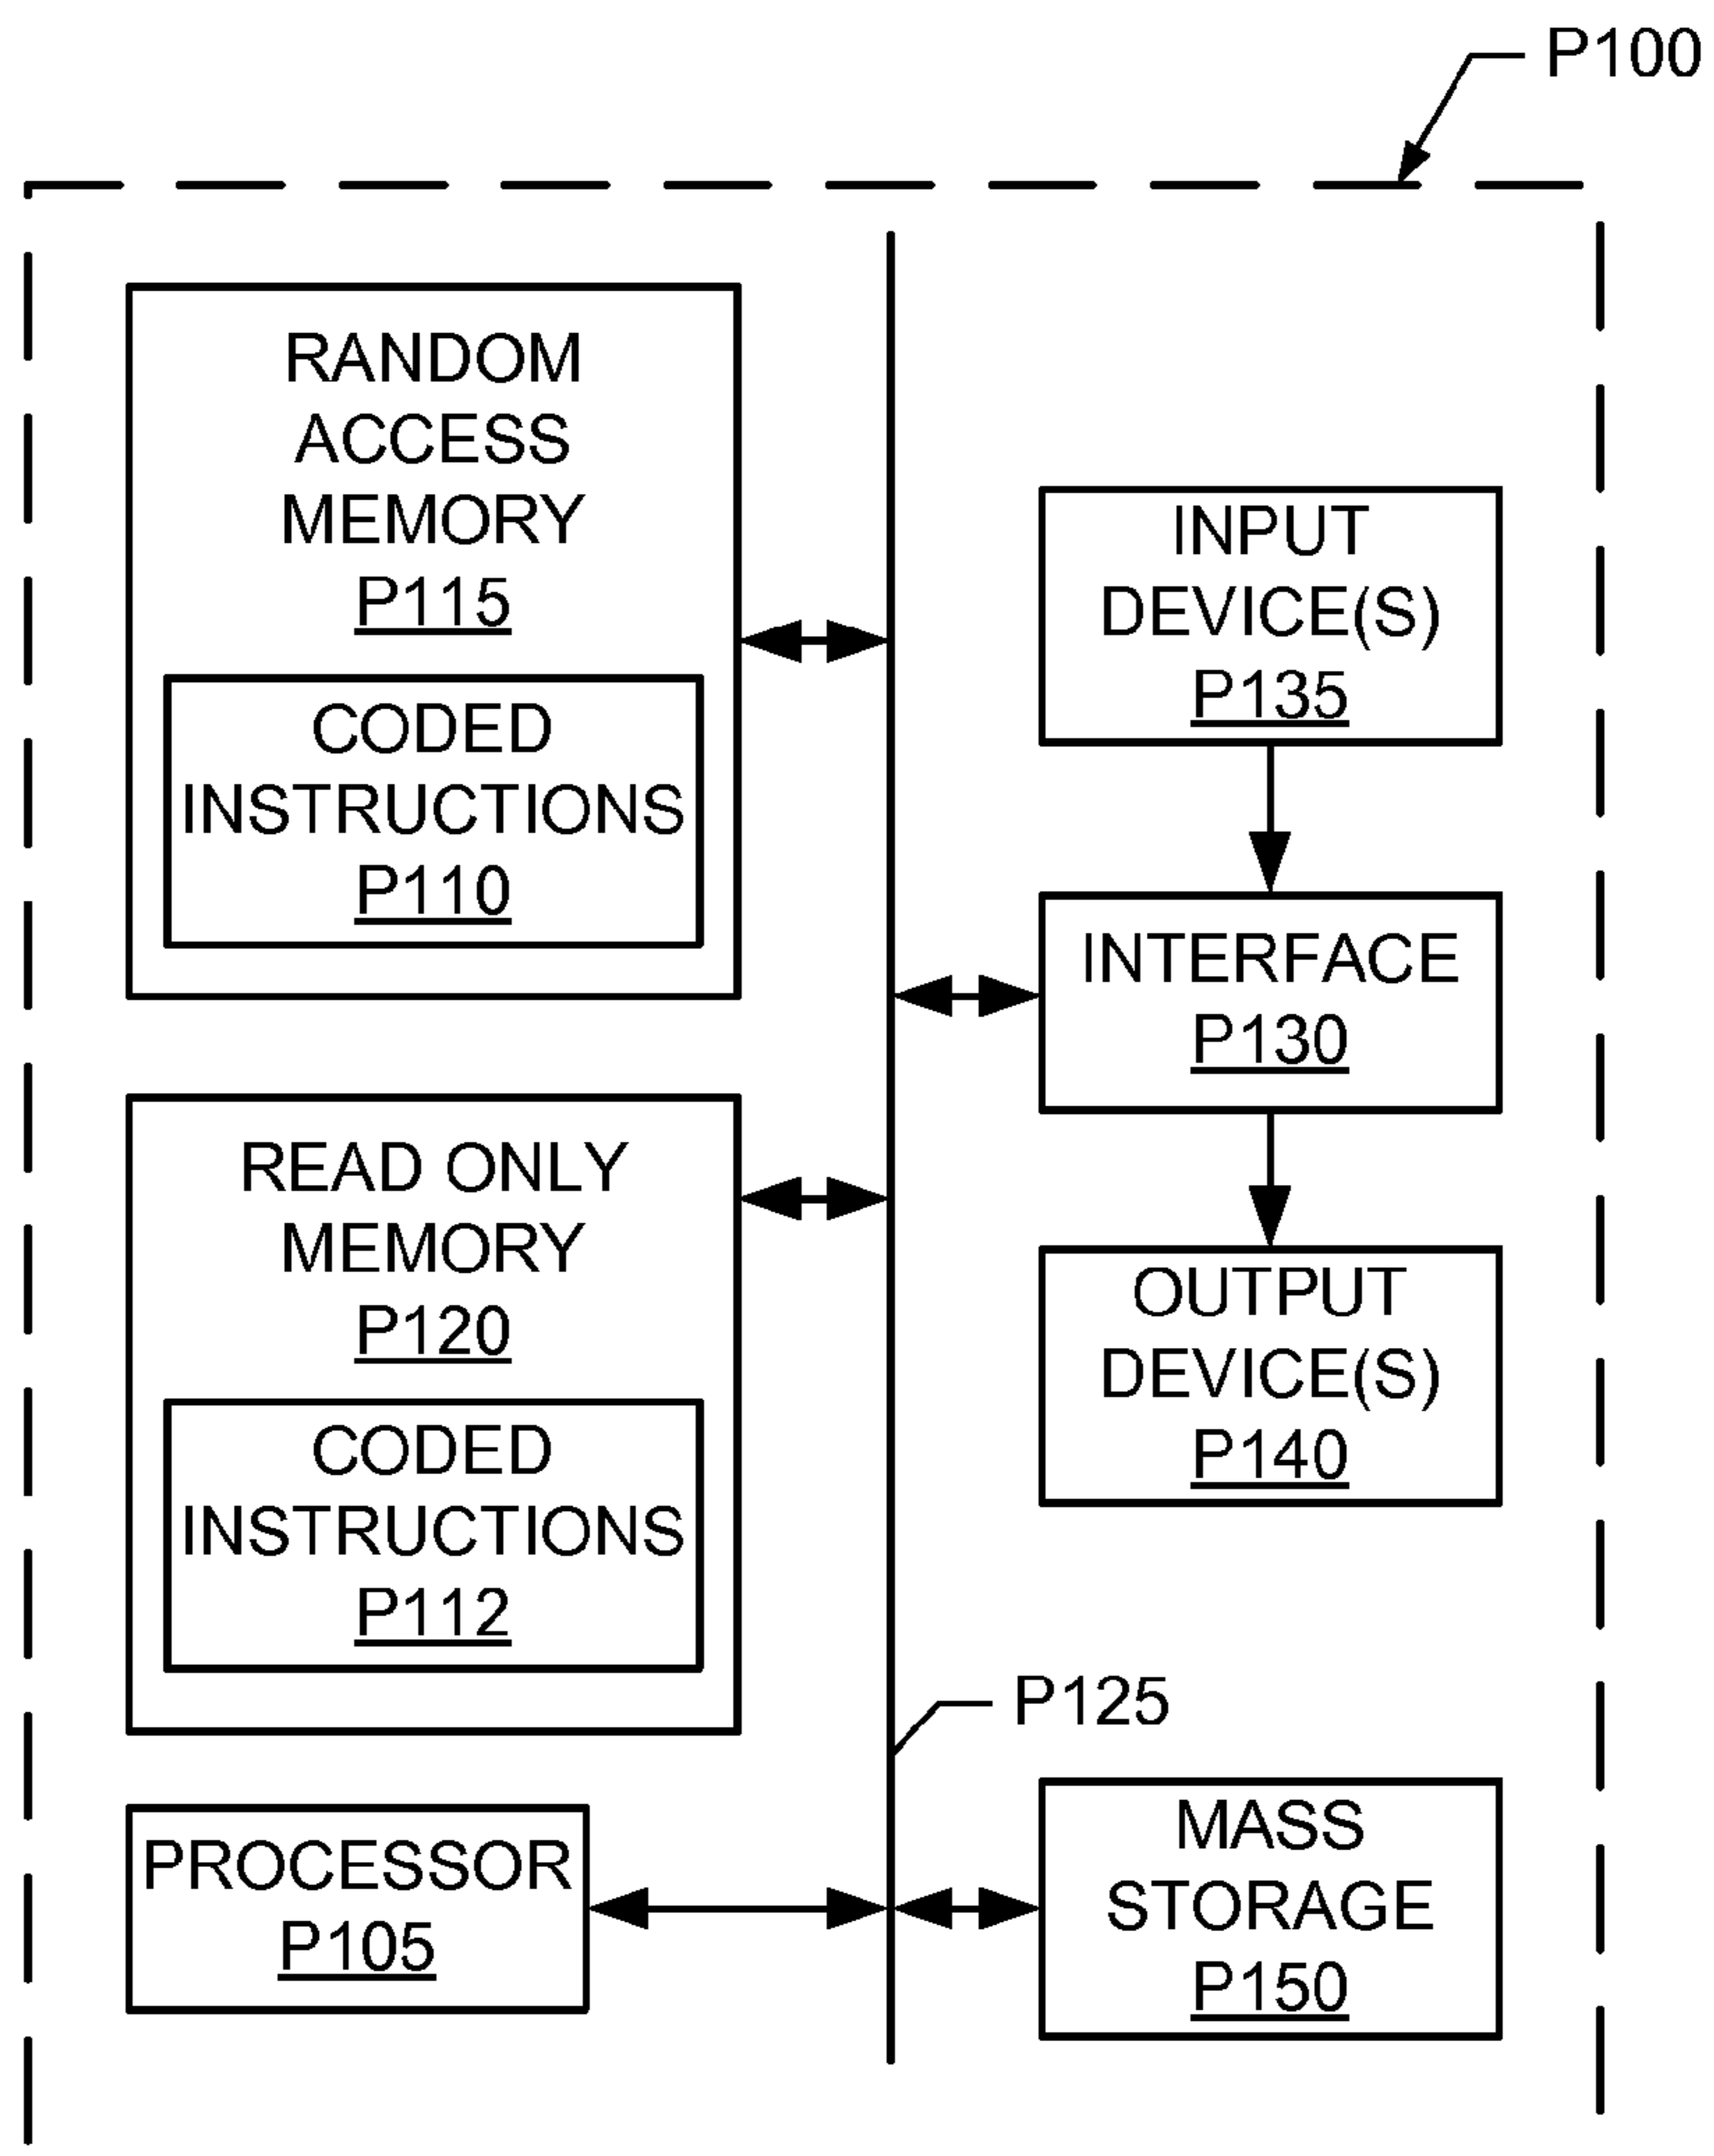 P100
RANDOM
ACCESS
MEMORY
P115
CODED
INSTRUCTIONS
P110
READ ONLY
MEMORY
P120
CODED
INSTRUCTIONS
P112
PROCESSOR
P105
INPUT
DEVICE(S)
P135
INTERFACE
P130
OUTPUT
DEVICE(S)
P140
P125
MASS
STORAGE
P150